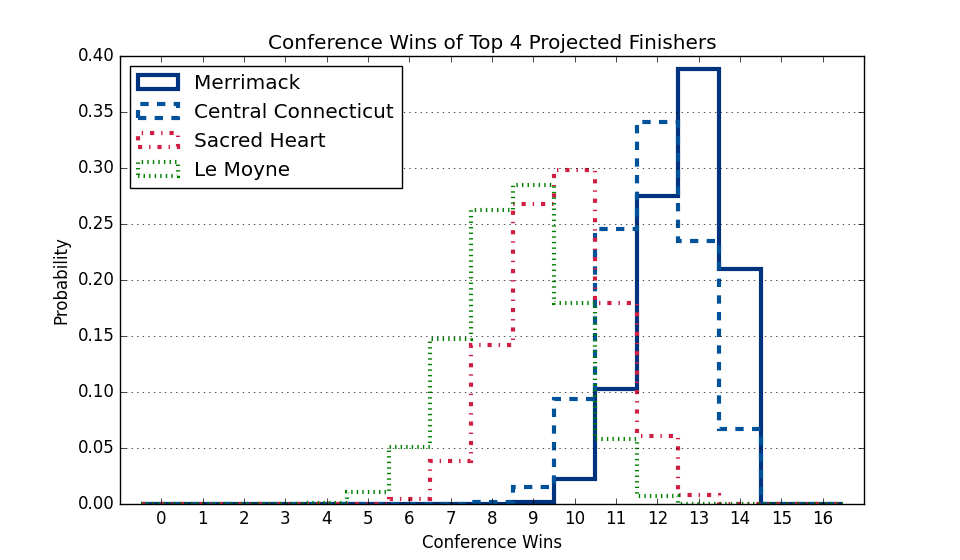 Conference Wins of Top 4 Projected Finishers
0.40
0.35
0.30
0.25
0.20
0.15
0.10
0.05
0.00
Probability
Merrimack
Central Connecticut
Sacred Heart
Le Moyne
0 1 2 3 4 5 6 7 8 9 10 11 12 13 14 15 16
Conference Wins